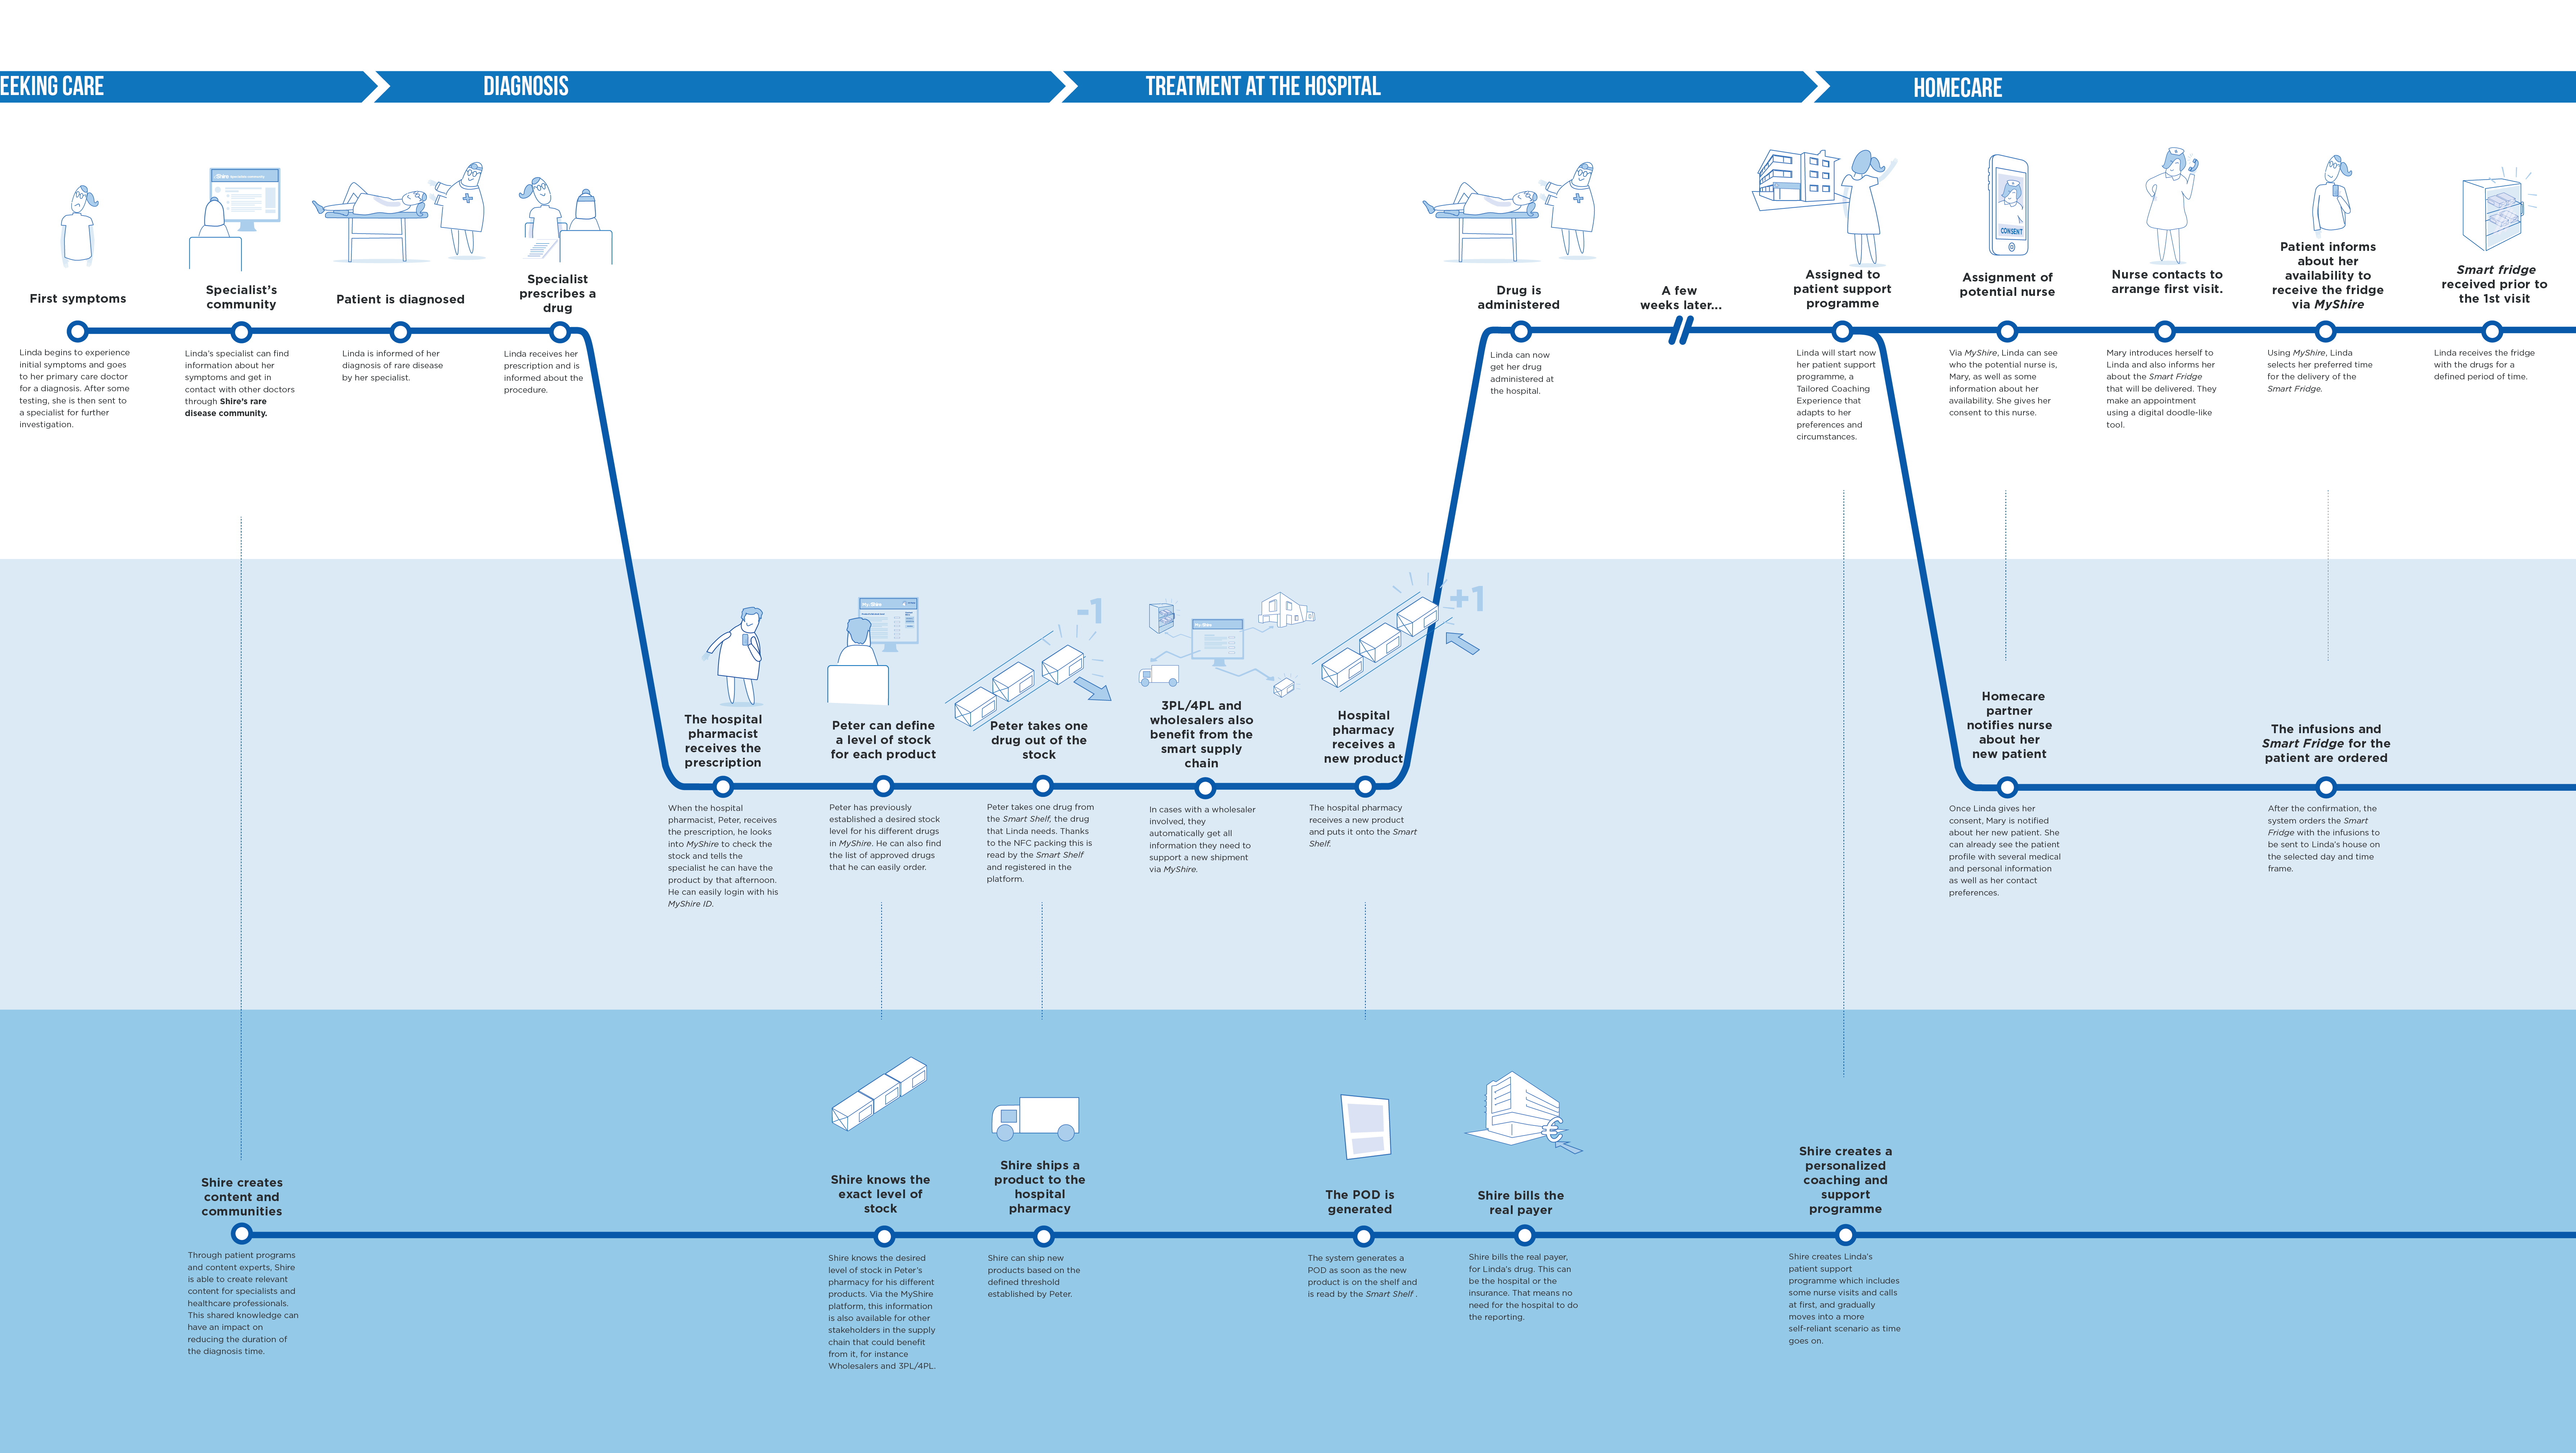 EEKING CARE
DIAGNOSIS
TREATMENT AT THE HOSPITAL
HOMECARE
First symptoms
Linda begins to experience
initial symptoms and goes
to her primary care doctor
for a diagnosis. After some
testing, she is then sent to
a specialist for further
investigation.
Specialist's
community
Linda's specialist can find
information about her
symptoms and get in
contact with other doctors
through Shire's rare
disease community.
Patient is diagnosed
Linda is informed of her
diagnosis of rare disease
by her specialist.
Specialist
prescribes a
drug
Linda receives her
prescription and is
informed about the
procedure.
Drug is
administered
Linda can now
get her drug
administered at
the hospital.
A few
weeks later...
Assigned to
patient support
programme
Linda will start now
her patient support
programme, a
Tailored Coaching
Experience that
adapts to her
preferences and
circumstances.
CONSENT
Assignment of
potential nurse
Via MyShire, Linda can see
who the potential nurse is,
Mary, as well as some
information about her
availability. She gives her
consent to this nurse.
Nurse contacts to
arrange first visit.
Mary introduces herself to
Linda and also informs her
about the Smart Fridge
that will be delivered. They
make an appointment
using a digital doodle-like
tool.
Patient informs
about her
availability to
receive the fridge
via MyShire
Using MyShire, Linda
selects her preferred time
for the delivery of the
Smart Fridge.
Smart fridge
received prior to
the 1st visit
Linda receives the fridge
with the drugs for a
defined period of time.
The hospital
pharmacist
receives the
prescription
When the hospital
pharmacist, Peter, receives
the prescription, he looks
into MyShire to check the
stock and tells the
specialist he can have the
product by that afternoon.
He can easily login with his
MyShire ID.
Peter can define
a level of stock
for each product
Peter has previously
established a desired stock
level for his different drugs
in MyShire. He can also find
the list of approved drugs
that he can easily order.
-1
Peter takes one
drug out of the
stock
Peter takes one drug from
the Smart Shelf, the drug
that Linda needs. Thanks
to the NFC packing this is
read by the Smart Shelf
and registered in the
platform.
3PL/4PL and
wholesalers also
benefit from the
smart supply
chain
In cases with a wholesaler
involved, they
automatically get all
information they need to
support a new shipment
via MyShire.
+1
Hospital
pharmacy
receives a
new product
The hospital pharmacy
receives a new product
and puts it onto the Smart
Shelf.
Homecare
partner
notifies nurse
about her
new patient
Once Linda gives her
consent, Mary is notified
about her new patient. She
can already see the patient
profile with several medical
and personal information
as well as her contact
preferences.
The infusions and
Smart Fridge for the
patient are ordered
After the confirmation, the
system orders the Smart
Fridge with the infusions to
be sent to Linda's house on
the selected day and time
frame.
Shire creates
content and
communities
Through patient programs
and content experts, Shire
is able to create relevant
content for specialists and
healthcare professionals.
This shared knowledge can
have an impact on
reducing the duration of
the diagnosis time.
Shire knows the
exact level of
stock
Shire knows the desired
level of stock in Peter's
pharmacy for his different
products. Via the MyShire
platform, this information
is also available for other
stakeholders in the supply
chain that could benefit
from it, for instance
Wholesalers and 3PL/4PL.
Shire ships a
product to the
hospital
pharmacy
Shire can ship new
products based on the
defined threshold
established by Peter.
The POD is
generated
The system generates a
POD as soon as the new
product is on the shelf and
is read by the Smart Shelf .
€
Shire bills the
real payer
Shire bills the real payer,
for Linda's drug. This can
be the hospital or the
insurance. That means no
need for the hospital to do
the reporting.
Shire creates a
personalized
coaching and
support
programme
Shire creates Linda's
patient support
programme which includes
some nurse visits and calls
at first, and gradually
moves into a more
self-reliant scenario as time
goes on.